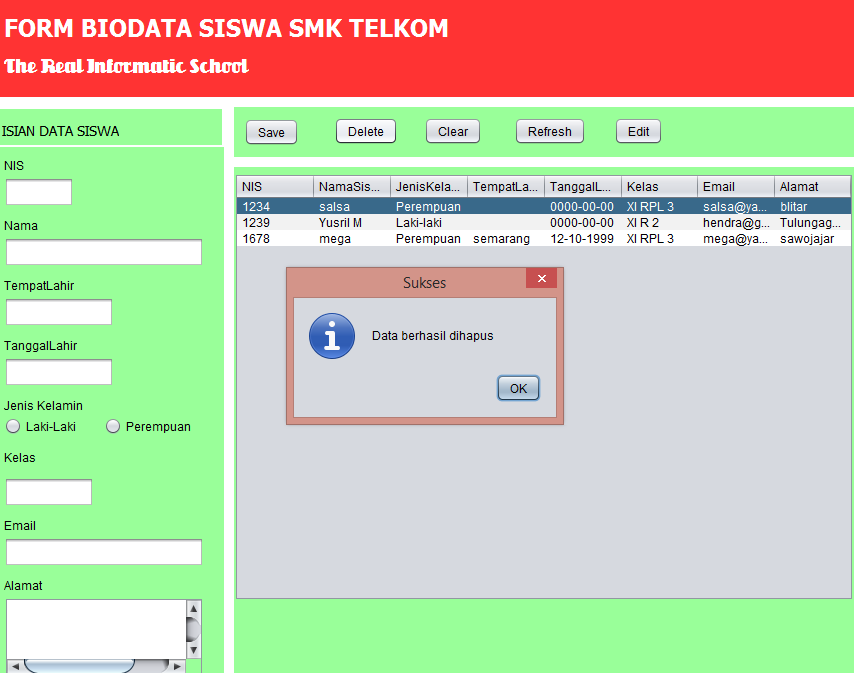 FORM BIODATA SISWA SMK TELKOM
The Real Informatic School
ISIAN DATA SISWA
NIS
Nama
TempatLahir
TanggalLahir
Jenis Kelamin
Laki-Laki Perempuan
Kelas
Email
Alamat
Save Delete Clear Refresh Edit
NIS NamaSis... JenisKela... TempatLa... TanggalL... Kelas Email Alamat
1234 salsa Perempuan 0000-00-00 XI RPL 3 salsa@ya... blitar
1239 Yusril M Laki-laki 0000-00-00 XI R 2 hendra@g... Tulungag...
1678 mega Perempuan semarang 12-10-1999 XI RPL 3 mega@ya... sawojajar
Sukses
Data berhasil dihapus
OK